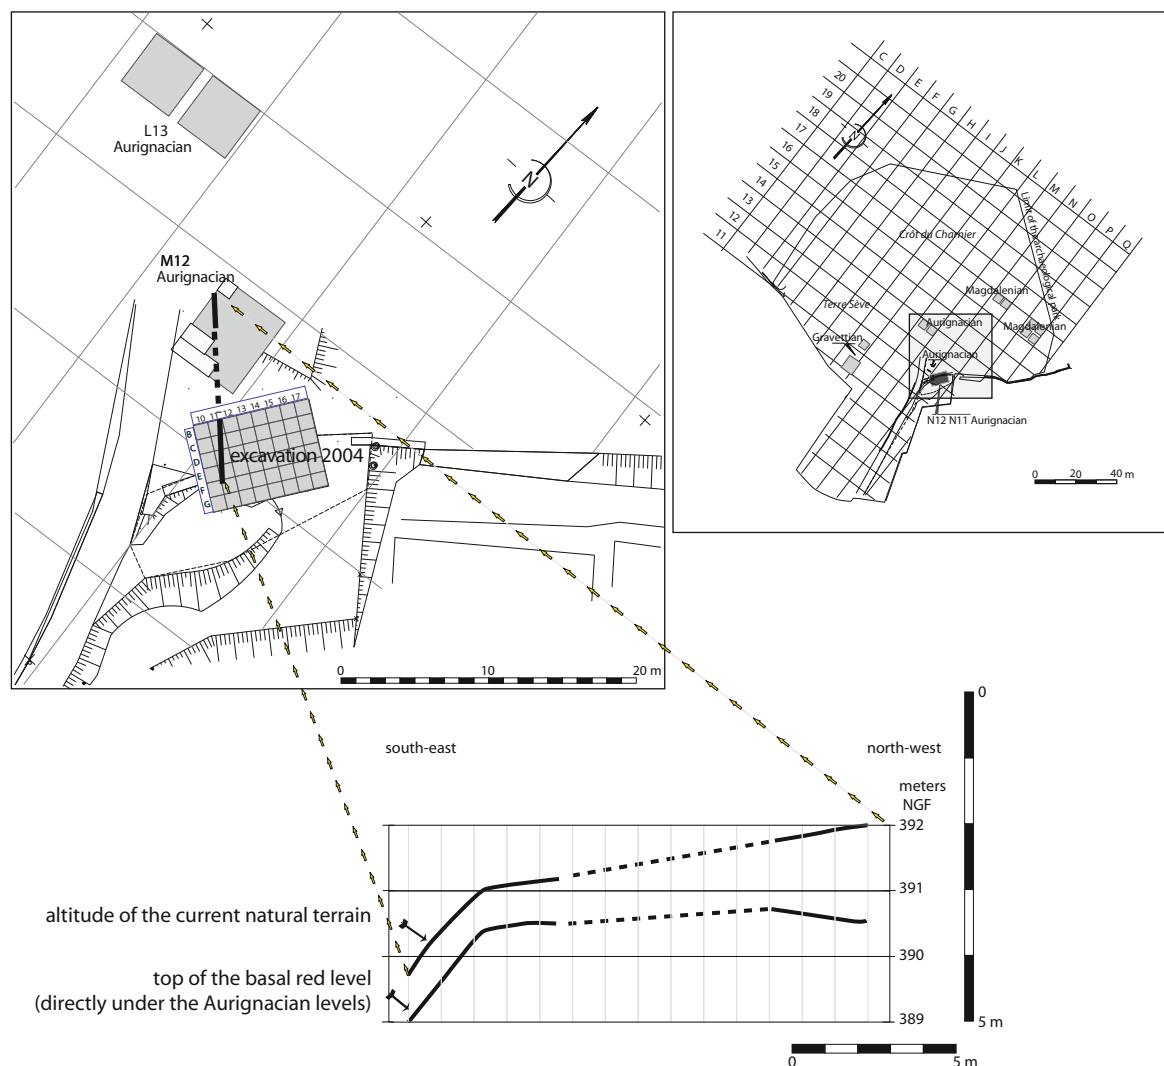 L13
Aurignacian
N
M12
Aurignacian
10 11 12 13 14 15 16 17
B
C
D
E
F
G
excavation 2004
0 10 20 m
C D E F G H I J K L M N O P Q
20
19
18
17
16
15
14
13
12
11
N
Limit of the archaeological park
Crôt du Charnier
Terre Sève
Magdalenian
Magdalenian
Aurignacian
Gravettian
Aurignacian
N12 N11 Aurignacian
0 20 40 m
south-east
north-west
meters
NGF
392
391
390
389
altitude of the current natural terrain
top of the basal red level
(directly under the Aurignacian levels)
0
5 m
0 5 m